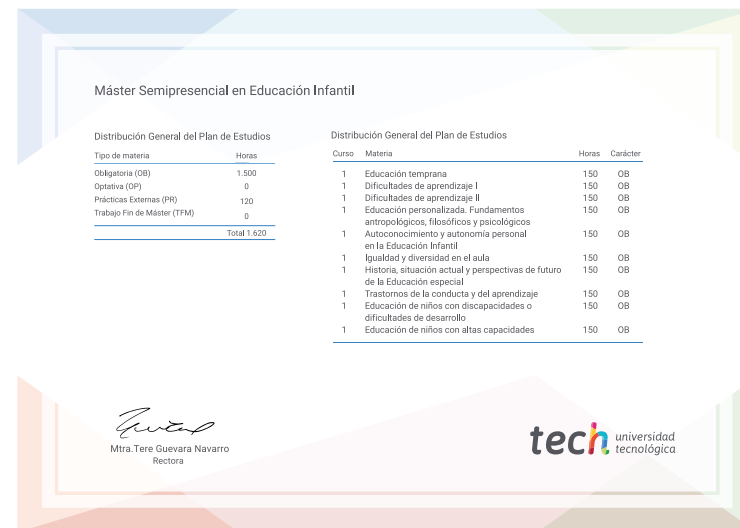 Máster Semipresencial en Educación Infantil
Distribución General del Plan de Estudios
Tipo de materia Horas
Obligatoria (OB) 1.500
Optativa (OP) 0
Prácticas Externas (PR) 120
Trabajo Fin de Máster (TFM) 0
Total 1.620
Distribución General del Plan de Estudios
Curso Materia Horas Carácter
1 Educación temprana 150 OB
1 Dificultades de aprendizaje I 150 OB
1 Dificultades de aprendizaje II 150 OB
1 Educación personalizada. Fundamentos 150 OB
antropológicos, filosóficos y psicológicos
1 Autoconocimiento y autonomía personal 150 OB
en la Educación Infantil
1 Igualdad y diversidad en el aula 150 OB
1 Historia, situación actual y perspectivas de futuro 150 OB
de la Educación especial
1 Trastornos de la conducta y del aprendizaje 150 OB
1 Educación de niños con discapacidades o 150 OB
dificultades de desarrollo
1 Educación de niños con altas capacidades 150 OB
Mtra.Tere Guevara Navarro
Rectora
tech universidad
tecnológica